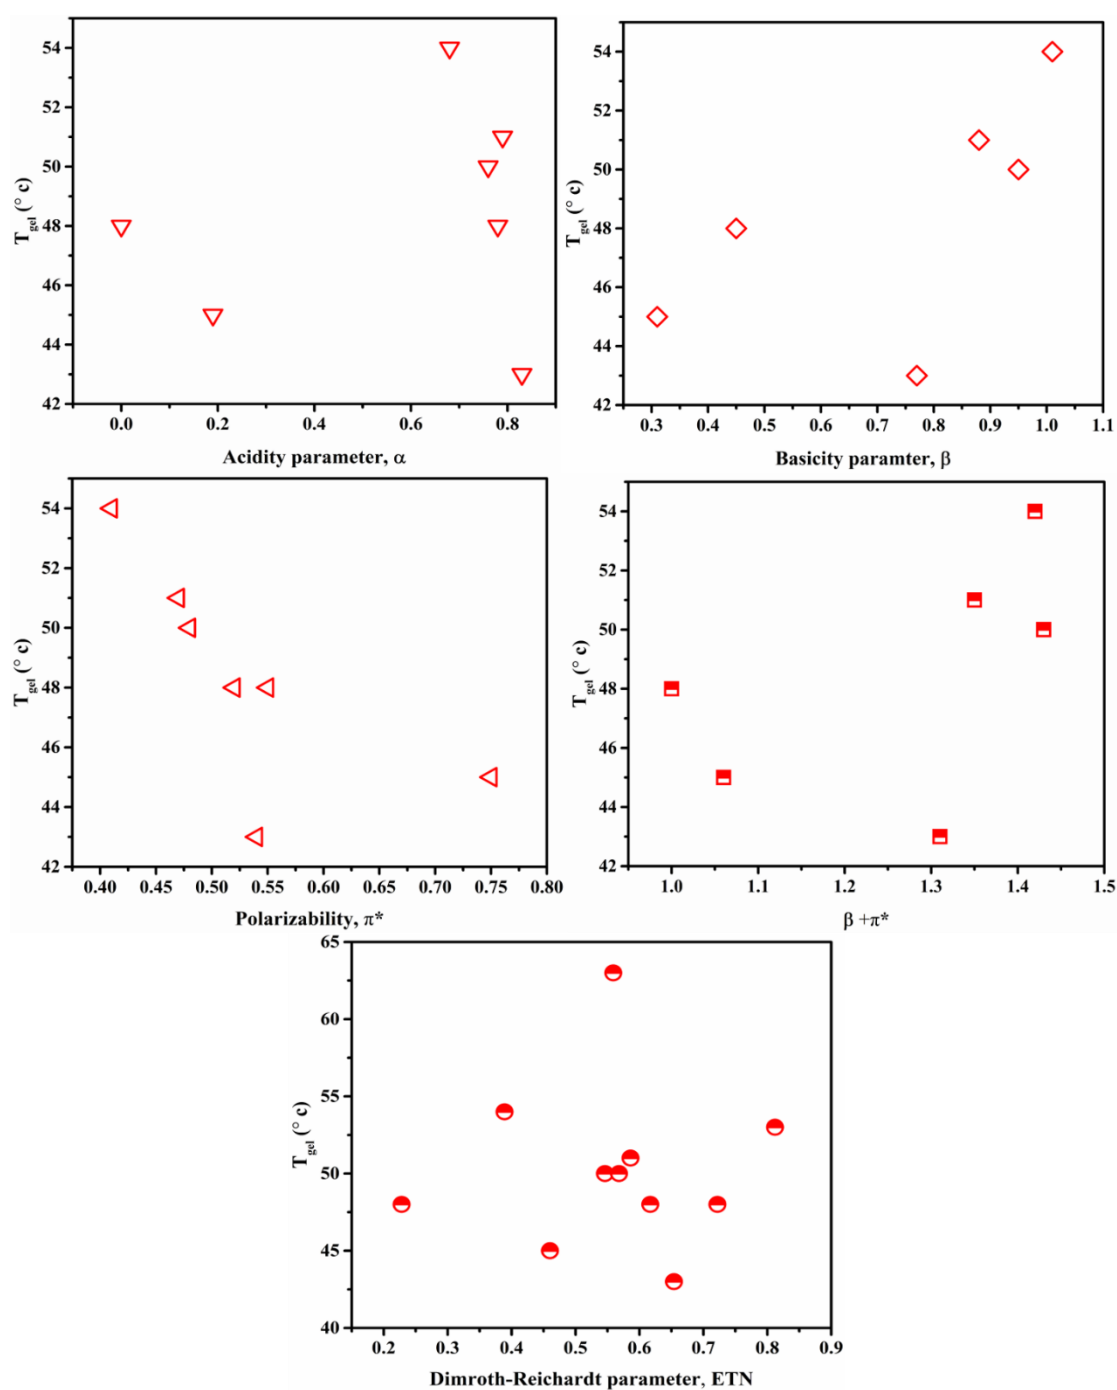 54
52
50
48
46
44
42
T_gel (° c)
0.0 0.2 0.4 0.6 0.8
Acidity parameter, α
54
52
50
48
46
44
42
T_gel (° c)
0.3 0.4 0.5 0.6 0.7 0.8 0.9 1.0 1.1
Basicity paramter, β
54
52
50
48
46
44
42
T_gel (° c)
0.40 0.45 0.50 0.55 0.60 0.65 0.70 0.75 0.80
Polarizability, π*
54
52
50
48
46
44
42
T_gel (° c)
1.0 1.1 1.2 1.3 1.4 1.5
β +π*
65
60
55
50
45
40
T_gel (° c)
0.2 0.3 0.4 0.5 0.6 0.7 0.8 0.9
Dimroth-Reichardt parameter, ETN